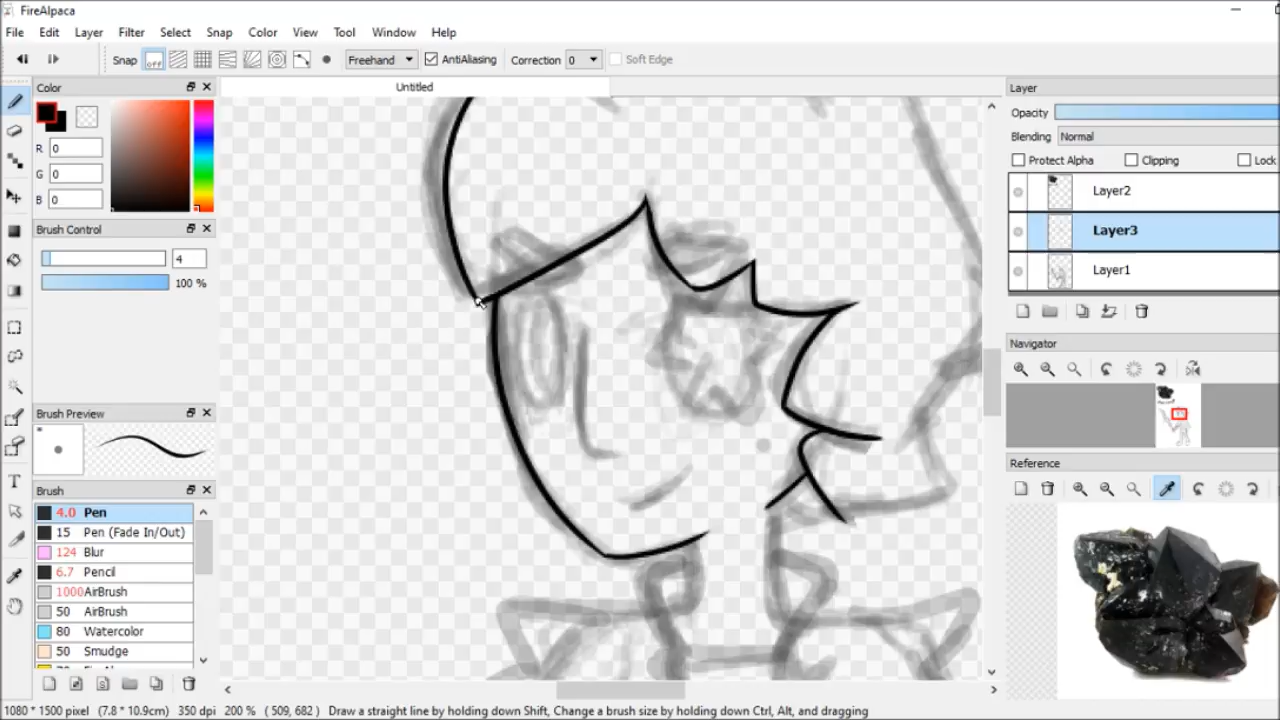 FireAlpaca
File Edit Layer Filter Select Snap Color View Tool Window Help
Snap off Freehand AntiAliasing Correction 0 Soft Edge
Color
R 0
G 0
B 0
Brush Control
4
100 %
Brush Preview
Brush
4.0 Pen
15 Pen (Fade In/Out)
124 Blur
6.7 Pencil
1000 AirBrush
50 AirBrush
80 Watercolor
50 Smudge
Untitled
Layer
Opacity
Blending Normal
Protect Alpha Clipping Lock
Layer2
Layer3
Layer1
Navigator
Reference
1080 * 1500 pixel (7.8 * 10.9cm) 350 dpi 200 % ( 509, 682 ) Draw a straight line by holding down Shift, Change a brush size by holding down Ctrl, Alt, and dragging